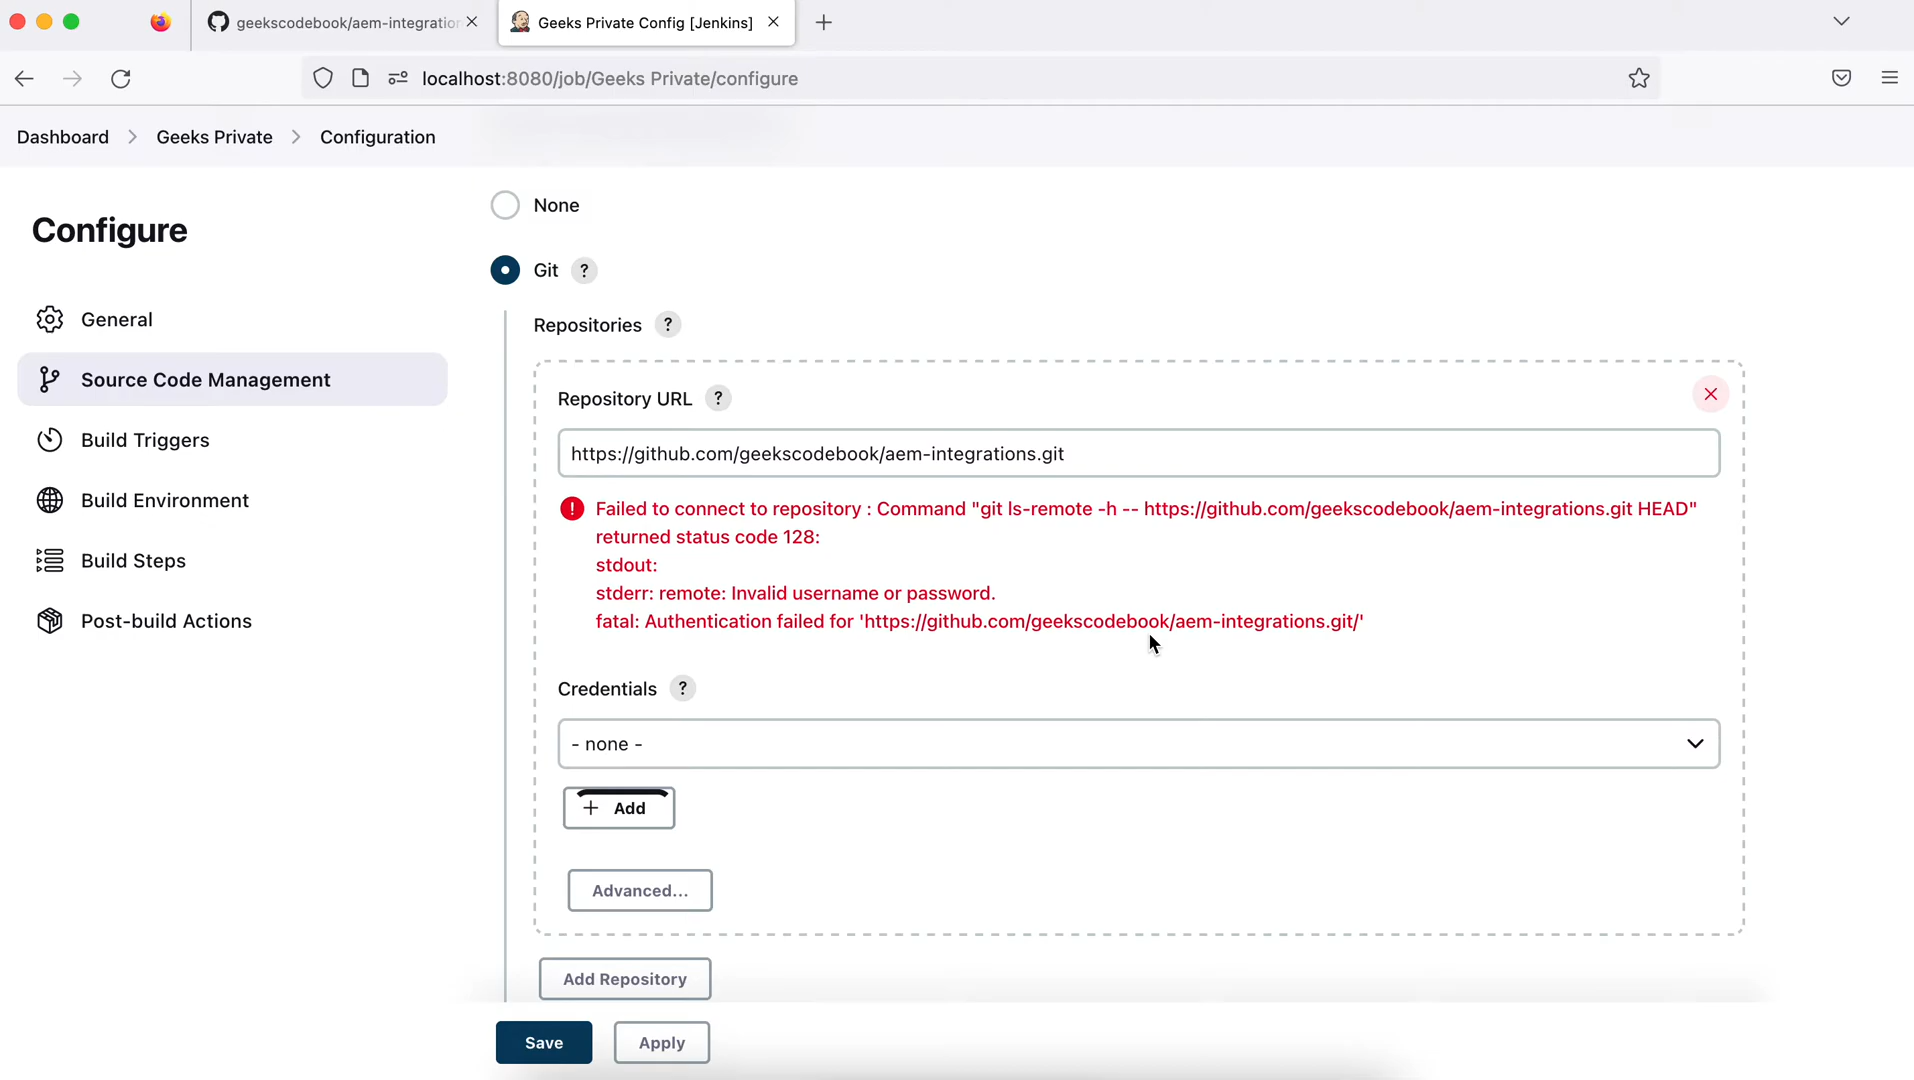 geekscodebook/aem-integration
Geeks Private Config [Jenkins]
localhost:8080/job/Geeks Private/configure
Dashboard
Geeks Private
Configuration
Configure
General
Source Code Management
Build Triggers
Build Environment
Build Steps
Post-build Actions
None
Git ?
Repositories ?
Repository URL ?
https://github.com/geekscodebook/aem-integrations.git
Failed to connect to repository : Command "git ls-remote -h -- https://github.com/geekscodebook/aem-integrations.git HEAD"
returned status code 128:
stdout:
stderr: remote: Invalid username or password.
fatal: Authentication failed for 'https://github.com/geekscodebook/aem-integrations.git/'
Credentials ?
- none -
+ Add
Advanced...
Add Repository
Save
Apply